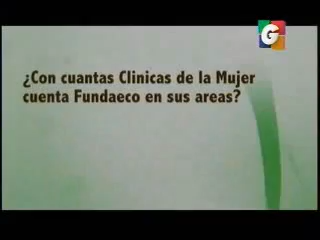 ¿Con cuantas Clinicas de la Mujer
cuenta Fundaeco en sus areas?
G